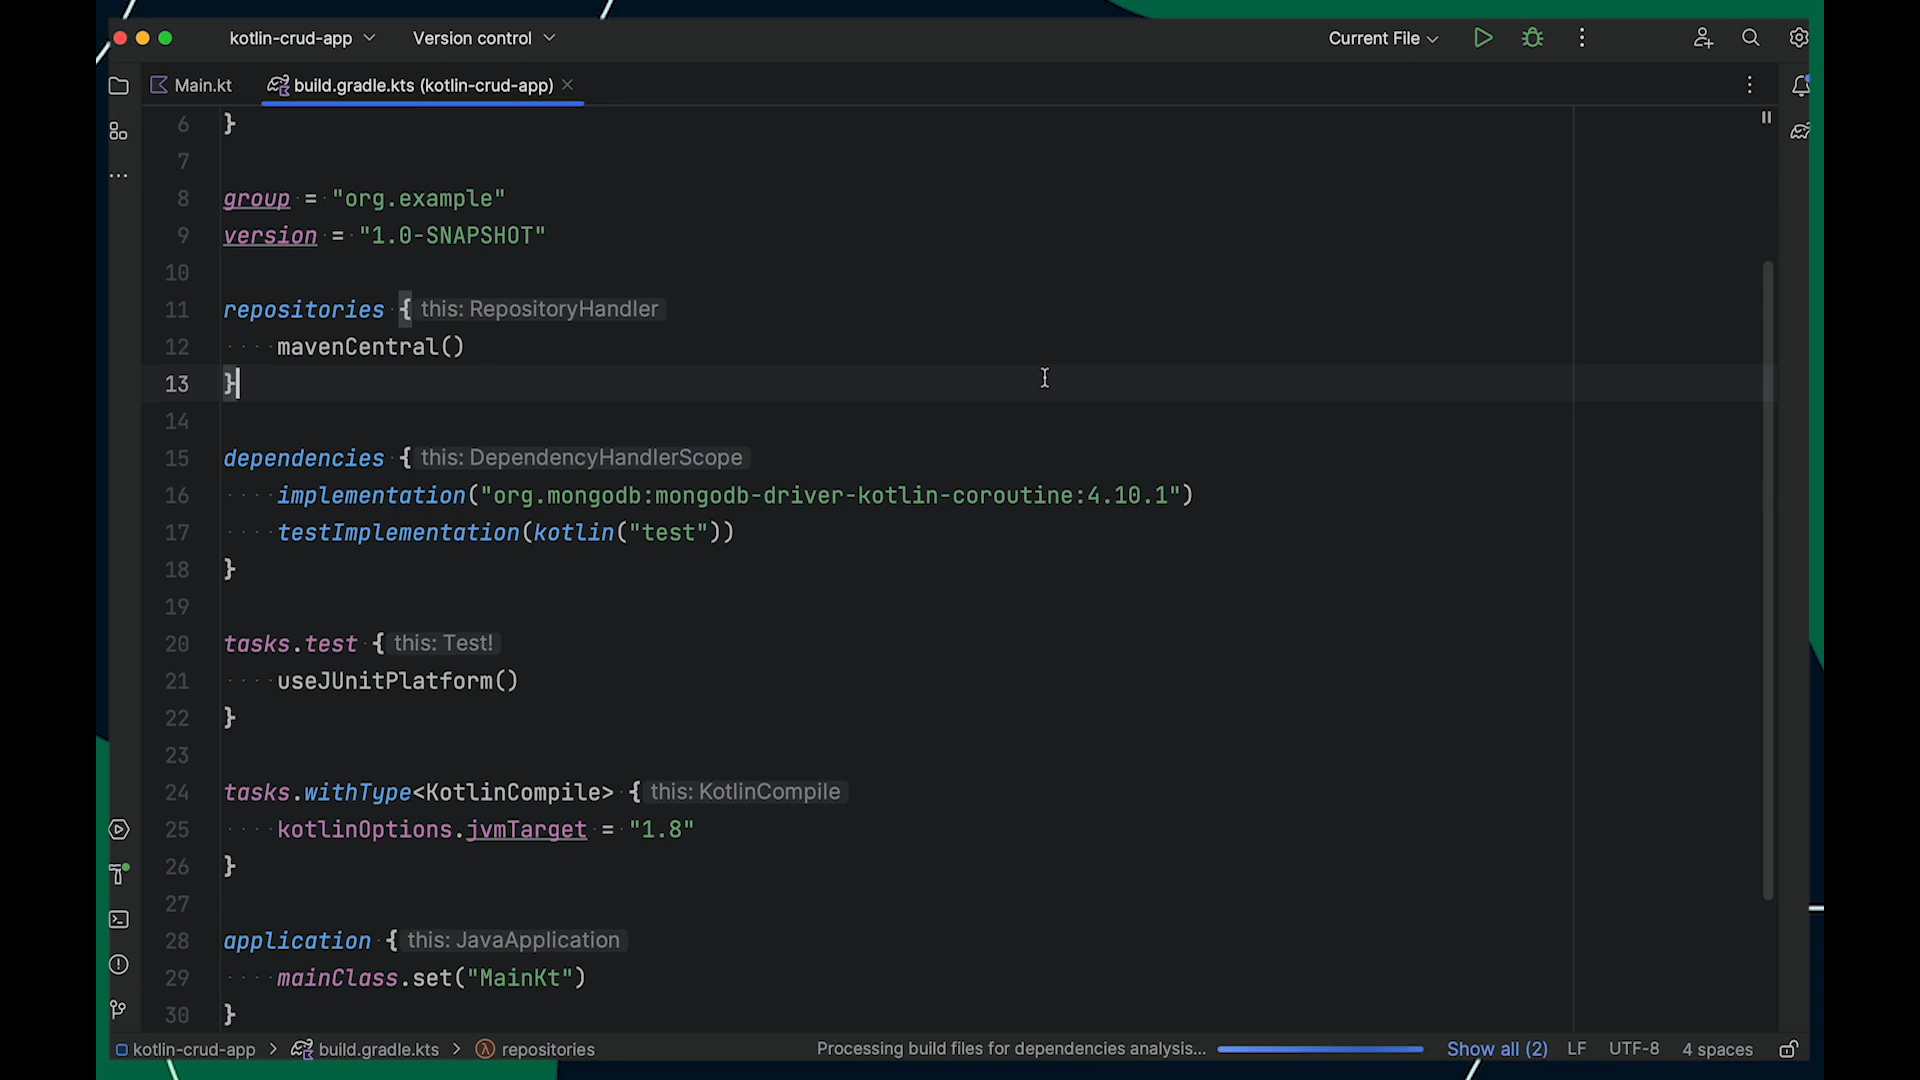 kotlin-crud-app Version control Current File
Main.kt build.gradle.kts (kotlin-crud-app)
6 }
7
8 group = "org.example"
9 version = "1.0-SNAPSHOT"
10
11 repositories { this: RepositoryHandler
12 mavenCentral()
13 }
14
15 dependencies { this: DependencyHandlerScope
16 implementation("org.mongodb:mongodb-driver-kotlin-coroutine:4.10.1")
17 testImplementation(kotlin("test"))
18 }
19
20 tasks.test { this: Test!
21 useJUnitPlatform()
22 }
23
24 tasks.withType<KotlinCompile> { this: KotlinCompile
25 kotlinOptions.jvmTarget = "1.8"
26 }
27
28 application { this: JavaApplication
29 mainClass.set("MainKt")
30 }
kotlin-crud-app > build.gradle.kts > repositories Processing build files for dependencies analysis... Show all (2) LF UTF-8 4 spaces